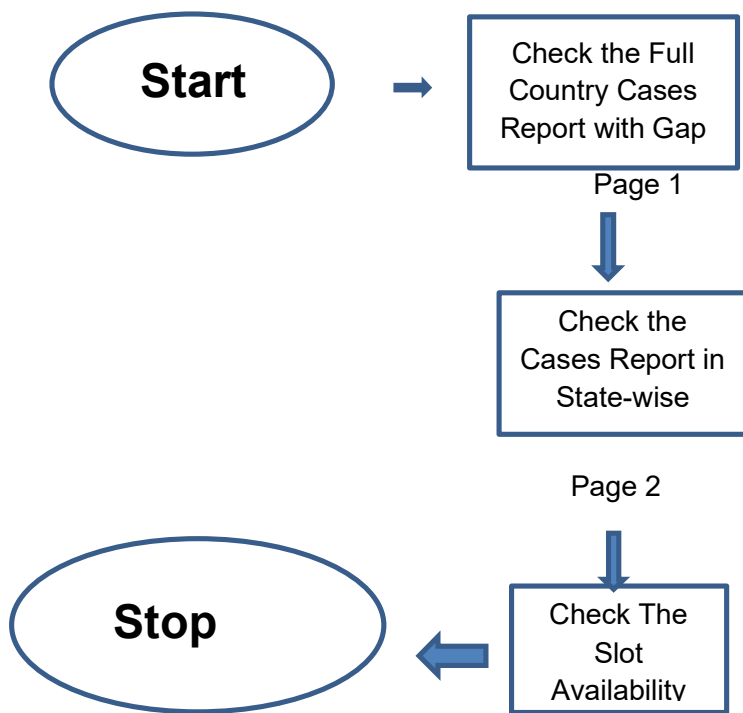 Start
Check the Full
Country Cases
Report with Gap
Page 1
Check the
Cases Report in
State-wise
Page 2
Check The
Slot
Availability
Stop